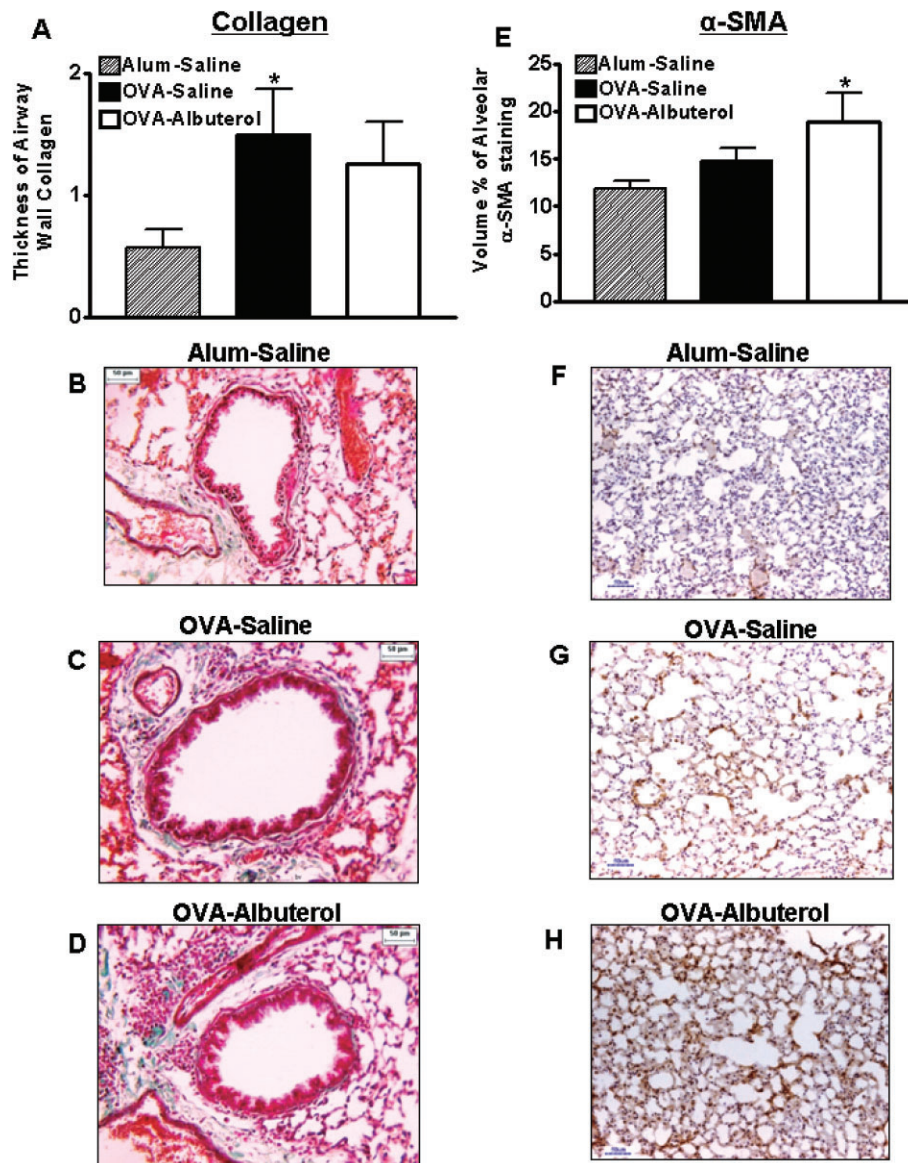 A
Collagen
Thickness of Airway
Wall Collagen
2
1
0
Alum-Saline
OVA-Saline
OVA-Albuterol
*
E
α-SMA
Volume % of Alveolar
α-SMA staining
25
20
15
10
5
0
Alum-Saline
OVA-Saline
OVA-Albuterol
*
Alum-Saline
B
50 µm
OVA-Saline
C
50 µm
OVA-Albuterol
D
50 µm
Alum-Saline
F
OVA-Saline
G
OVA-Albuterol
H